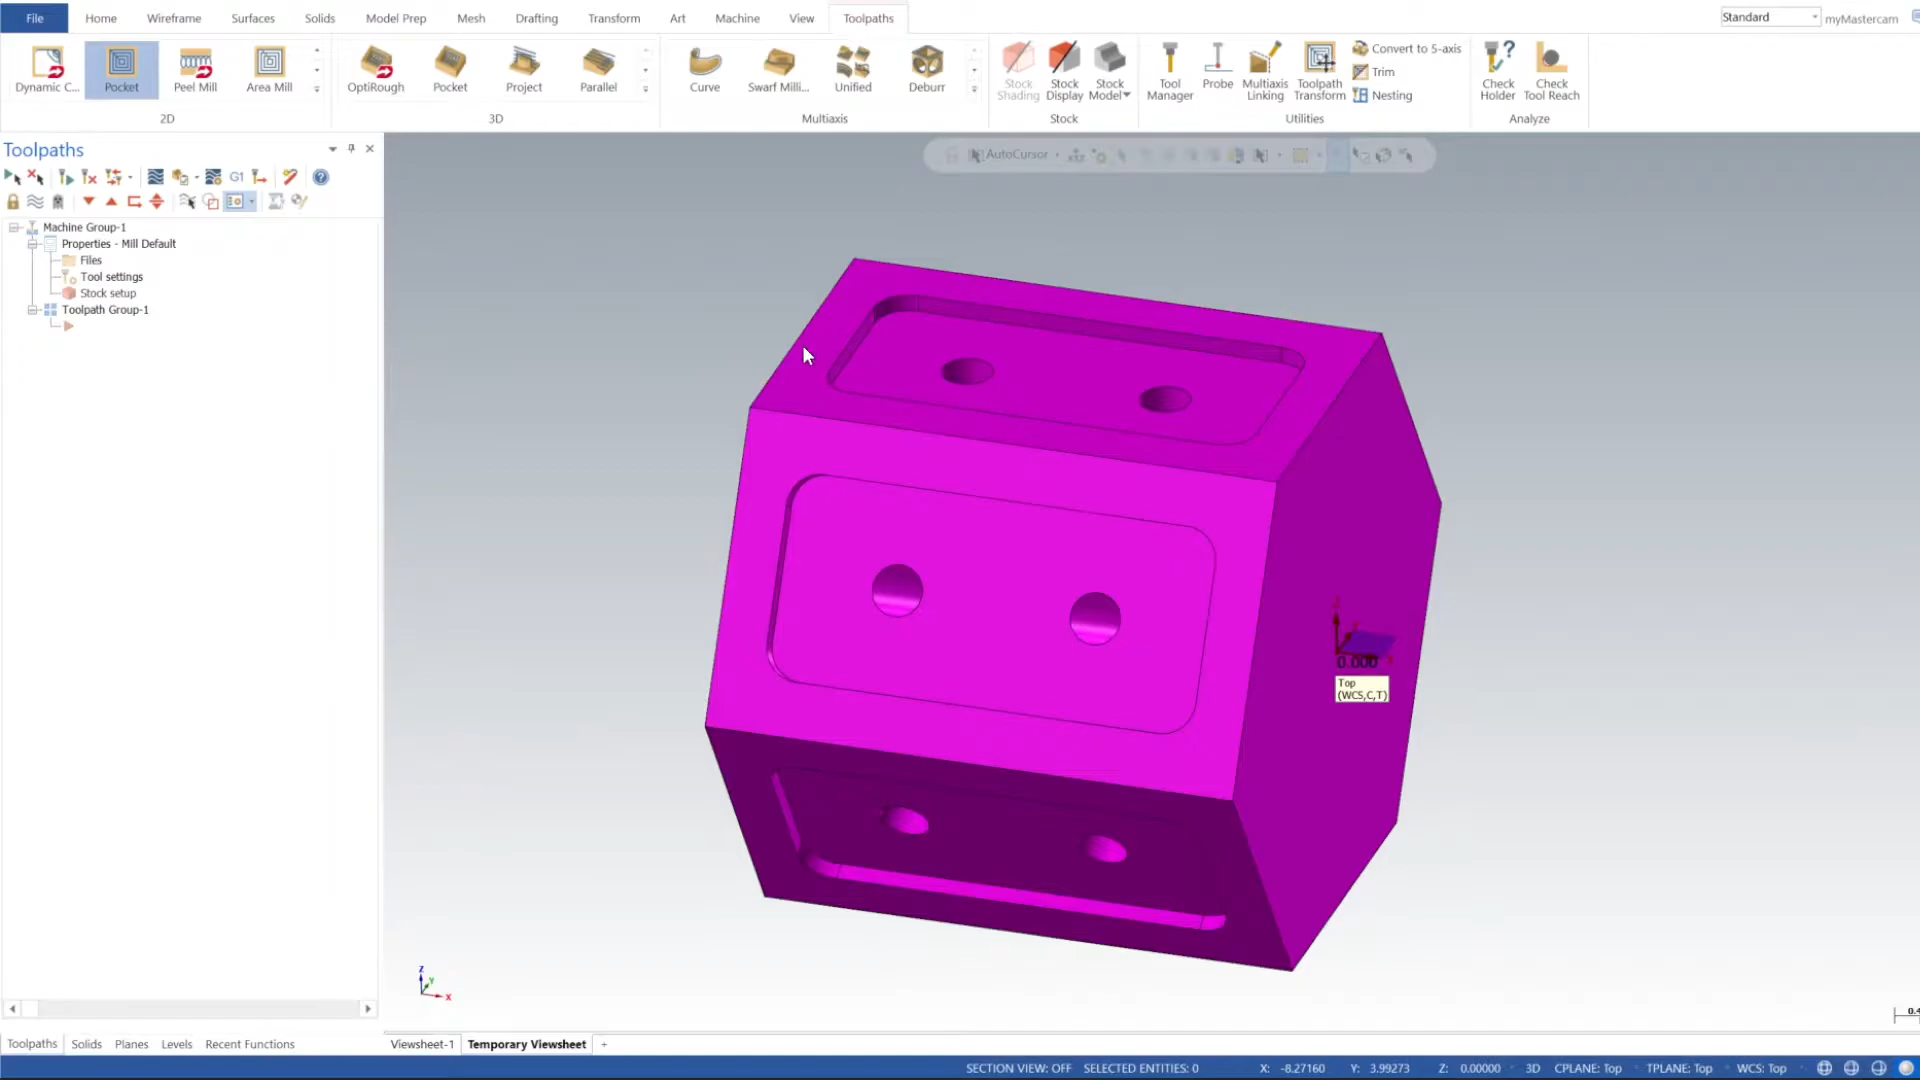 File Home Wireframe Surfaces Solids Model Prep Mesh Drafting Transform Art Machine View Toolpaths Standard myMastercam
Dynamic C... Pocket Peel Mill Area Mill OptiRough Pocket Project Parallel Curve Swarf Milli... Unified Deburr Stock Shading Stock Display Stock Model Tool Manager Probe Multiaxis Linking Toolpath Transform Convert to 5-axis Trim Nesting Check Holder Check Tool Reach
2D 3D Multiaxis Stock Utilities Analyze
Toolpaths
AutoCursor
G1
Machine Group-1
Properties - Mill Default
Files
Tool settings
Stock setup
Toolpath Group-1
0.000
Top
(WCS,C,T)
Z
Y
X
0.4
Toolpaths Solids Planes Levels Recent Functions Viewsheet-1 Temporary Viewsheet +
SECTION VIEW: OFF SELECTED ENTITIES: 0 X: -8.27160 Y: 3.99273 Z: 0.00000 3D CPLANE: Top TPLANE: Top WCS: Top